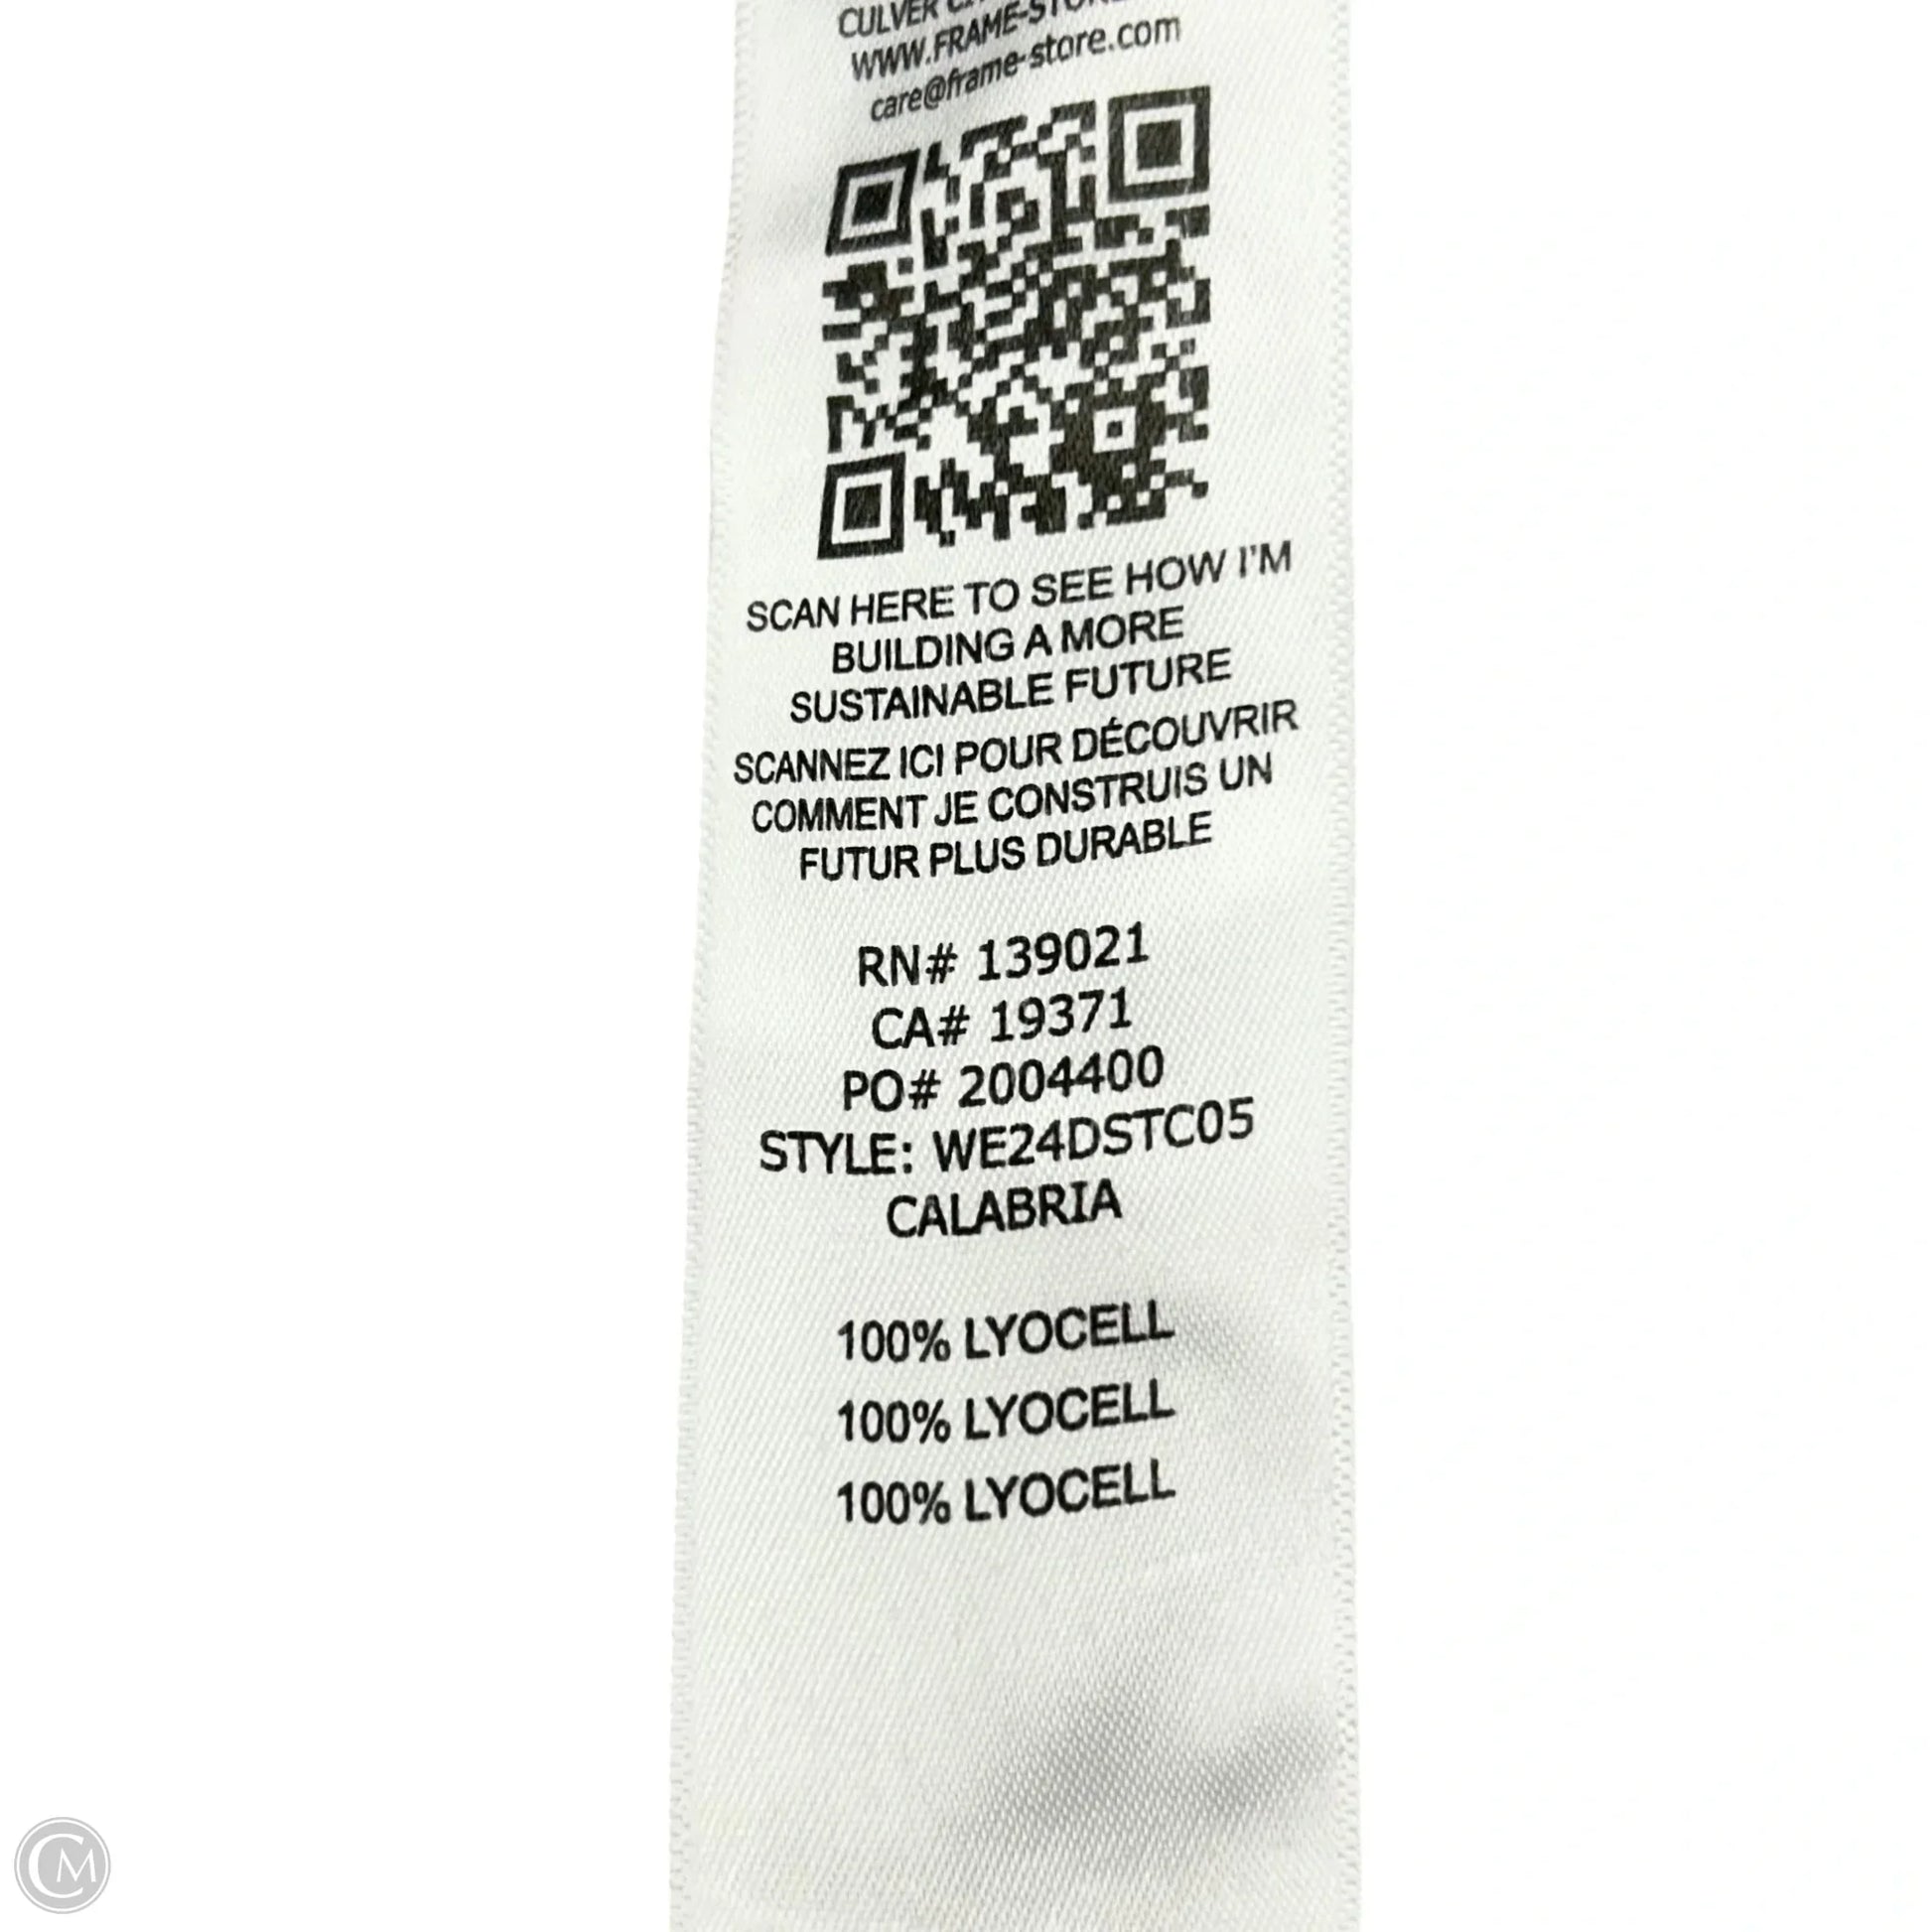 CULVER
WWW.FRAME-STORE
care@frame-store.com
SCAN HERE TO SEE HOW I'M
BUILDING A MORE
SUSTAINABLE FUTURE
SCANNEZ ICI POUR DÉCOUVRIR
COMMENT JE CONSTRUIS UN
FUTUR PLUS DURABLE
RN# 139021
CA# 19371
PO# 2004400
STYLE: WE24DSTC05
CALABRIA
100% LYOCELL
100% LYOCELL
100% LYOCELL
CM